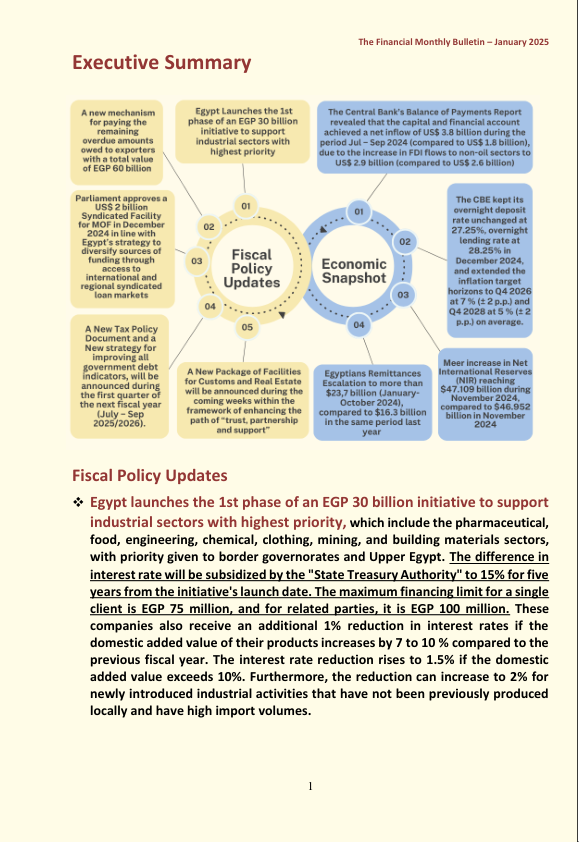 The Financial Monthly Bulletin – January 2025
Executive Summary
A new mechanism
for paying the
remaining
overdue amounts
owed to exporters
with a total value
of EGP 60 billion
Egypt Launches the 1st
phase of an EGP 30 billion
initiative to support
industrial sectors with
highest priority
The Central Bank's Balance of Payments Report
revealed that the capital and financial account
achieved a net inflow of US$ 3.8 billion during the
period Jul – Sep 2024 (compared to US$ 1.8 billion),
due to the increase in FDI flows to non-oil sectors to
US$ 2.9 billion (compared to US$ 2.6 billion)
Parliament approves a
US$ 2 billion
Syndicated Facility
for MOF in December
2024 in line with
Egypt's strategy to
diversify sources of
funding through
access to
international and
regional syndicated
loan markets
01
02
03
04
05
Fiscal
Policy
Updates
01
02
03
04
Economic
Snapshot
The CBE kept its
overnight deposit
rate unchanged at
27.25%, overnight
lending rate at
28.25% in
December 2024,
and extended the
inflation target
horizons to Q4 2026
at 7 % (± 2 p.p.) and
Q4 2028 at 5 % (± 2
p.p.) on average.
A New Tax Policy
Document and a
New strategy for
improving all
government debt
indicators, will be
announced during
the first quarter of
the next fiscal year
(July – Sep
2025/2026).
A New Package of Facilities
for Customs and Real Estate
will be announced during the
coming weeks within the
framework of enhancing the
path of “trust, partnership
and support”
Egyptians Remittances
Escalation to more than
$23,7 billion (January-
October 2024),
compared to $16.3 billion
in the same period last
year
Meer increase in Net
International Reserves
(NIR) reaching
$47.109 billion during
November 2024,
compared to $46.952
billion in November
2024
Fiscal Policy Updates
❖ Egypt launches the 1st phase of an EGP 30 billion initiative to support
industrial sectors with highest priority, which include the pharmaceutical,
food, engineering, chemical, clothing, mining, and building materials sectors,
with priority given to border governorates and Upper Egypt. The difference in
interest rate will be subsidized by the "State Treasury Authority" to 15% for five
years from the initiative's launch date. The maximum financing limit for a single
client is EGP 75 million, and for related parties, it is EGP 100 million. These
companies also receive an additional 1% reduction in interest rates if the
domestic added value of their products increases by 7 to 10 % compared to the
previous fiscal year. The interest rate reduction rises to 1.5% if the domestic
added value exceeds 10%. Furthermore, the reduction can increase to 2% for
newly introduced industrial activities that have not been previously produced
locally and have high import volumes.
1